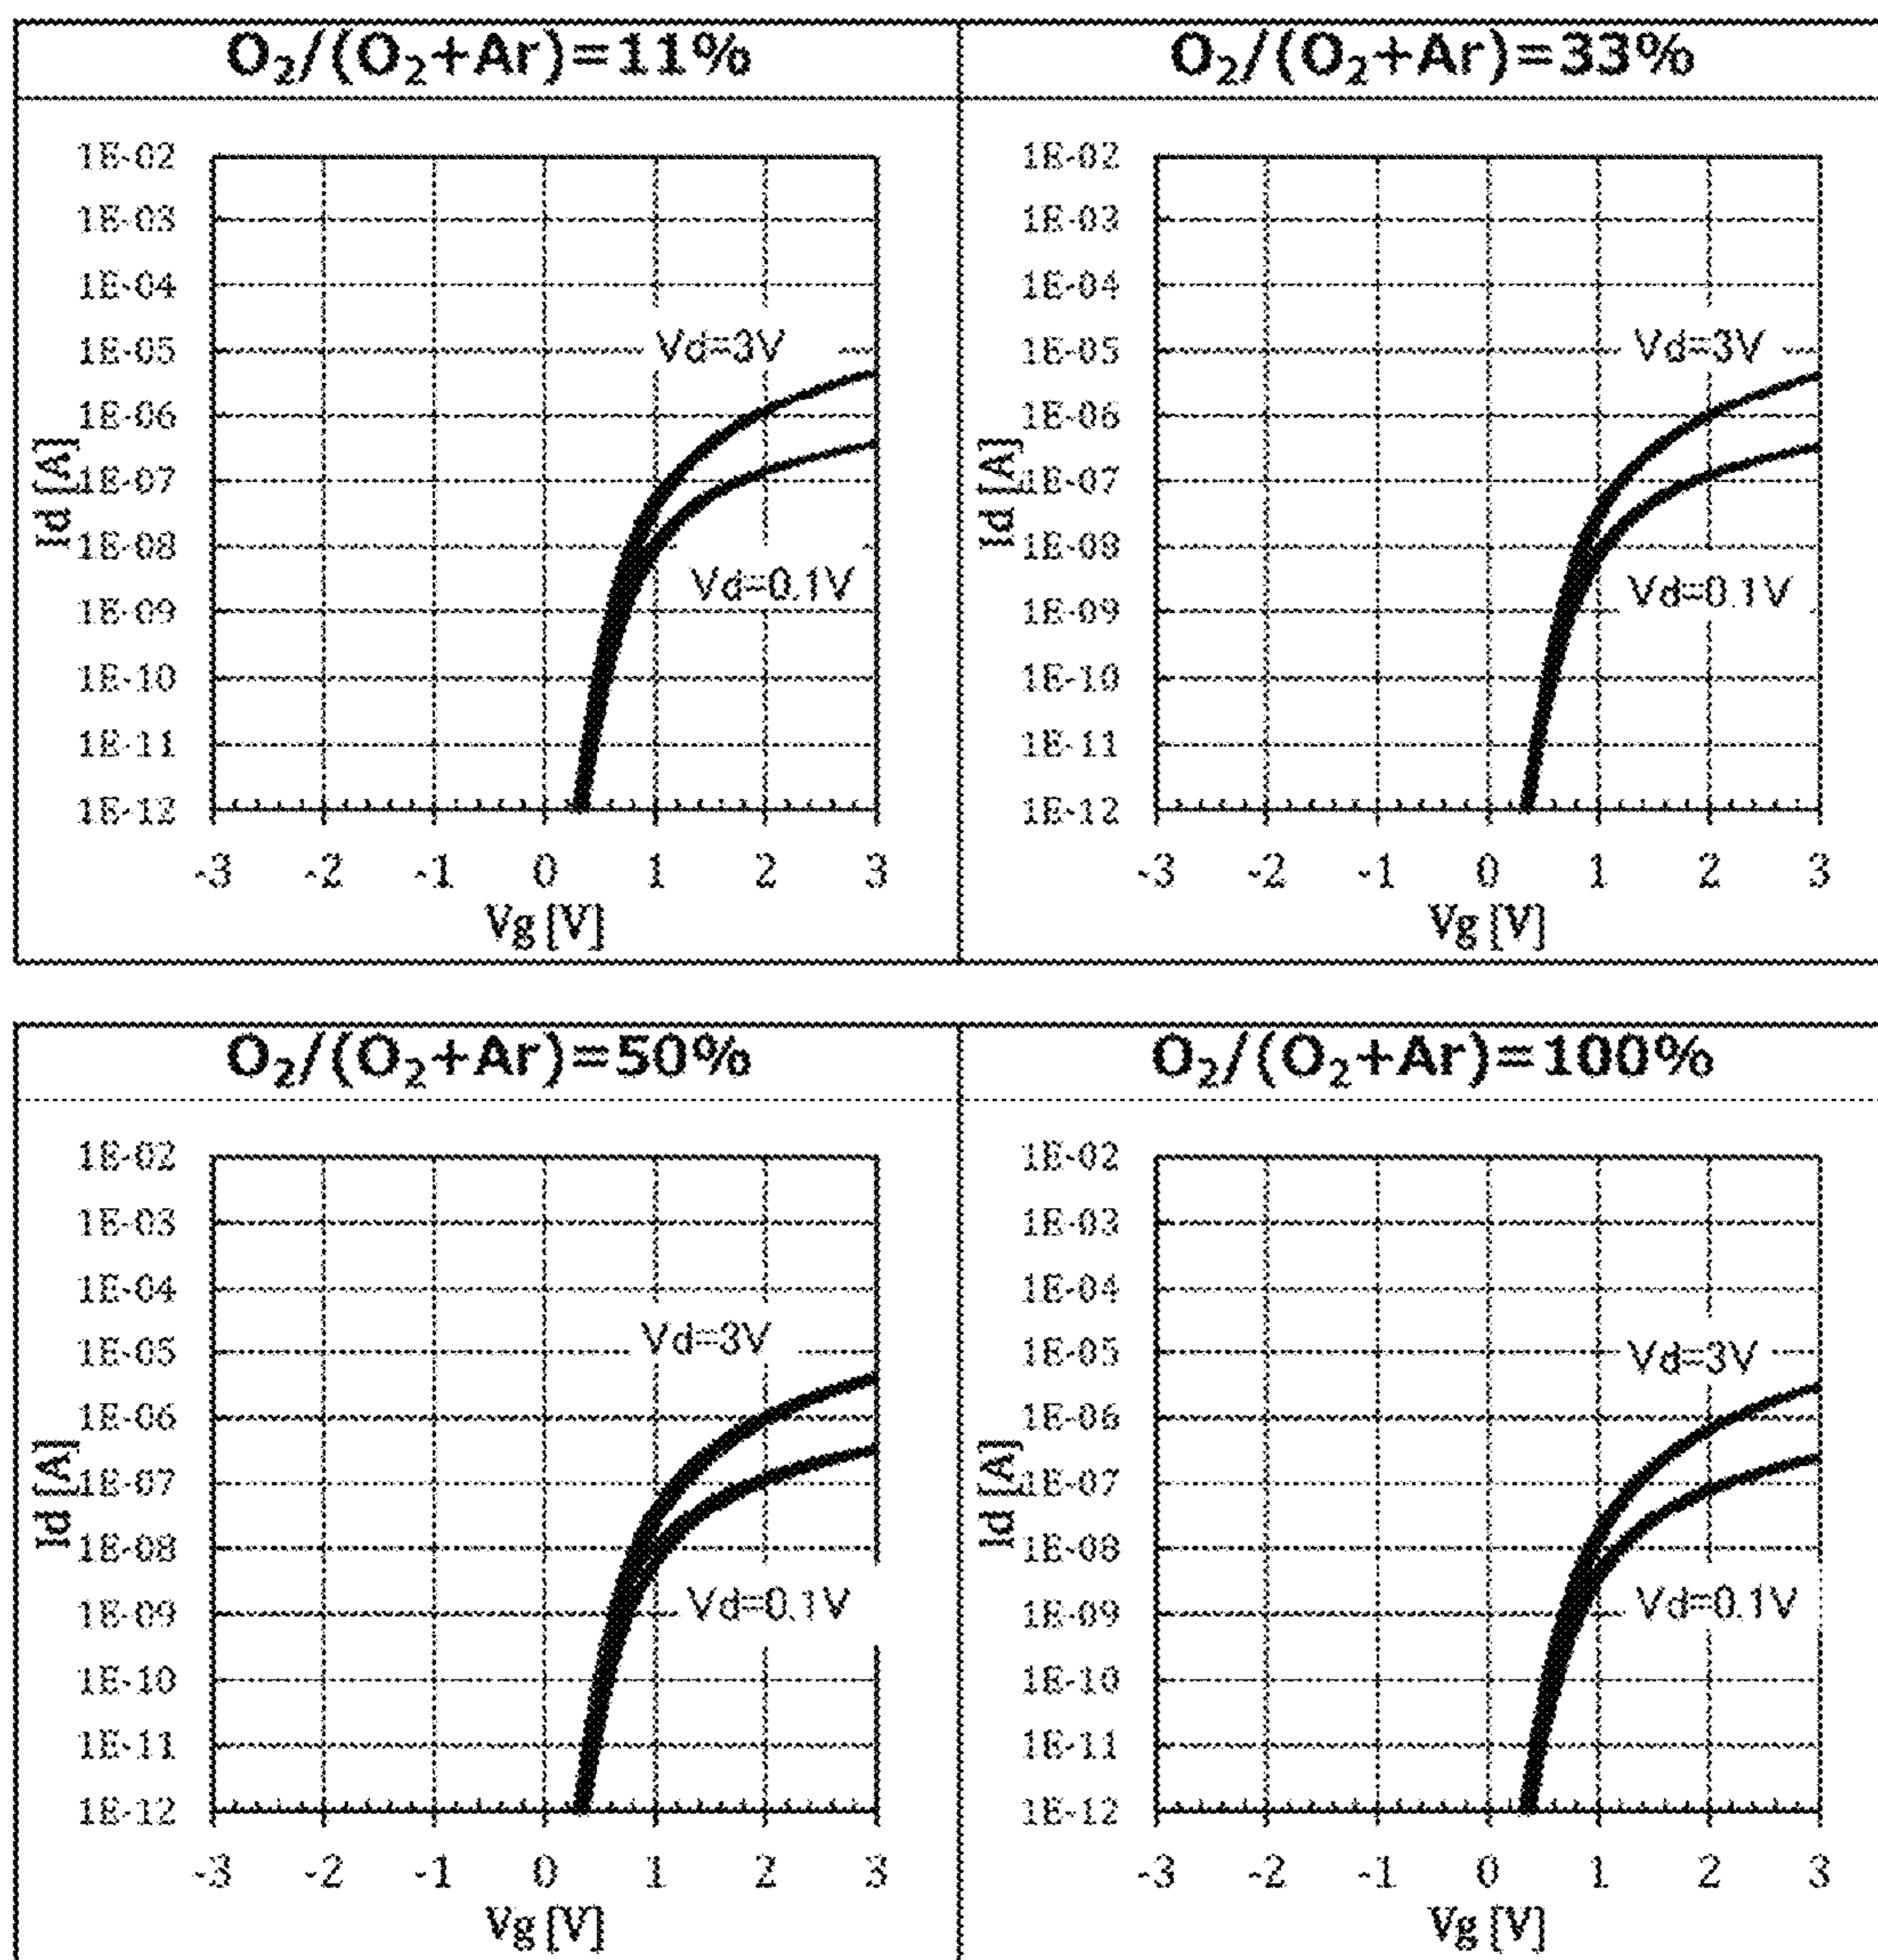 O₂/(O₂+Ar)=11%
1E-02
1E-03
1E-04
1E-05
1E-06
1E-07
1E-08
1E-09
1E-10
1E-11
1E-12
Id [A]
Vd=3V
Vd=0.1V
-3 -2 -1 0 1 2 3
Vg [V]
O₂/(O₂+Ar)=33%
1E-02
1E-03
1E-04
1E-05
1E-06
1E-07
1E-08
1E-09
1E-10
1E-11
1E-12
Id [A]
Vd=3V
Vd=0.1V
-3 -2 -1 0 1 2 3
Vg [V]
O₂/(O₂+Ar)=50%
1E-02
1E-03
1E-04
1E-05
1E-06
1E-07
1E-08
1E-09
1E-10
1E-11
1E-12
Id [A]
Vd=3V
Vd=0.1V
-3 -2 -1 0 1 2 3
Vg [V]
O₂/(O₂+Ar)=100%
1E-02
1E-03
1E-04
1E-05
1E-06
1E-07
1E-08
1E-09
1E-10
1E-11
1E-12
Id [A]
Vd=3V
Vd=0.1V
-3 -2 -1 0 1 2 3
Vg [V]